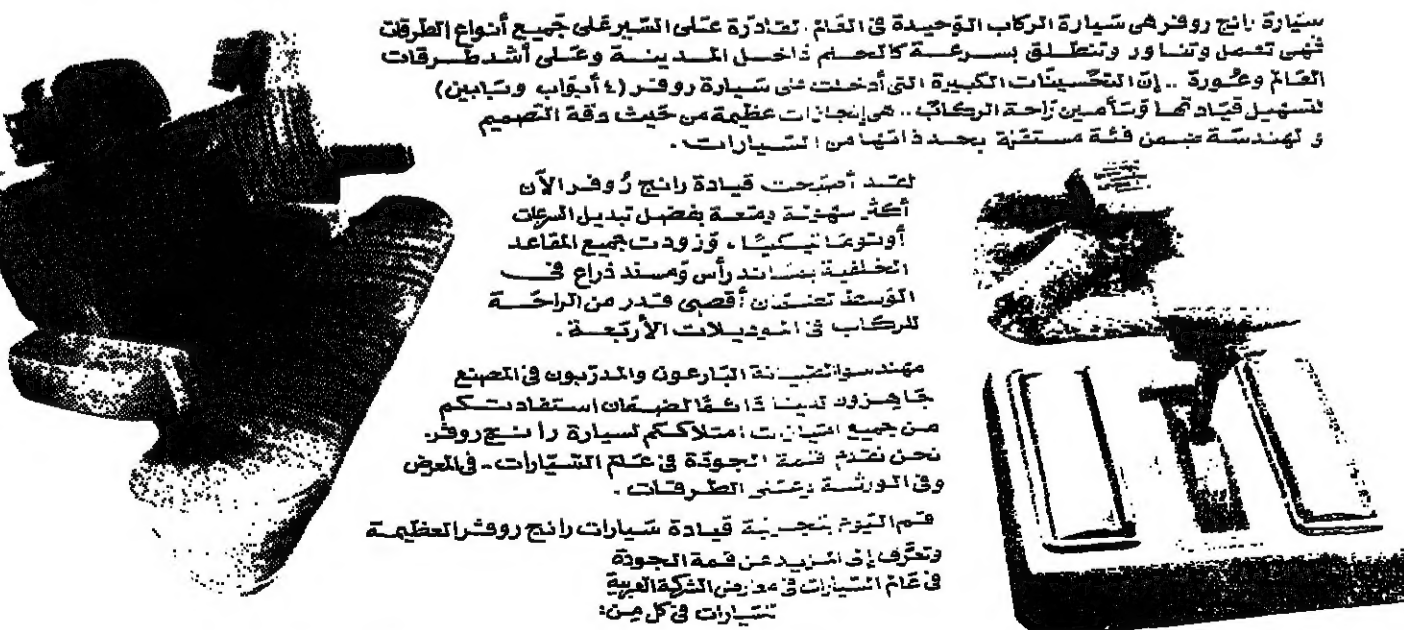 سيارة رانج روفر هي سيارة الركاب الوحيدة في العالم، القادرة على السير على جميع أنواع الطرقات
فهي تعمل وتناور وتنطلق بسرعة كالحلم داخل المدينة وعلى أشد طرقات
العالم وعورة .. إن التحسينات الكبيرة التي أدخلت على سيارة روفر (٤ أبواب وبابين)
لتسهيل قيادتها وتأمين راحة الركاب .. هي إنجازات عظيمة من حيث دقة التصميم
والهندسة ضمن فئة مستقلة بحد ذاتها من السيارات .
لقد أصبحت قيادة رانج روفر الآن
أكثر سهولة ومتعة بفضل تبديل السرعات
أوتوماتيكيا ، وزودت جميع المقاعد
الخلفية بمساند رأس ومسند ذراع في
الوسط لضمان أقصى قدر من الراحة
للركاب في الموديلات الأربعة .
مهندسو الصيانة البارعون والمدربون في المصنع
جاهزون لدينا دائما لضمان استفادتكم
من جميع امتيازات امتلاككم لسيارة رانج روفر.
نحن نقدم قمة الجودة في عالم السيارات - في المعرض
وفي الورشة وعلى الطرقات .
قم اليوم بتجربة قيادة سيارات رانج روفر العظيمة
وتعرف إلى المزيد عن قمة الجودة
في عالم السيارات في معارض الشركة العربية
للسيارات في كل من: